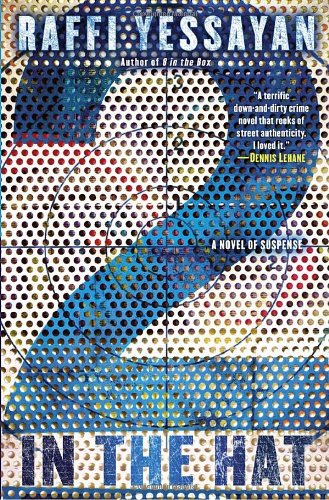 RAFFI YESSAYAN
Author of 8 in the Box
"A terrific
down-and-dirty crime
novel that reeks of
street authenticity.
I loved it."
—DENNIS LEHANE
2
A NOVEL OF SUSPENSE
IN THE HAT